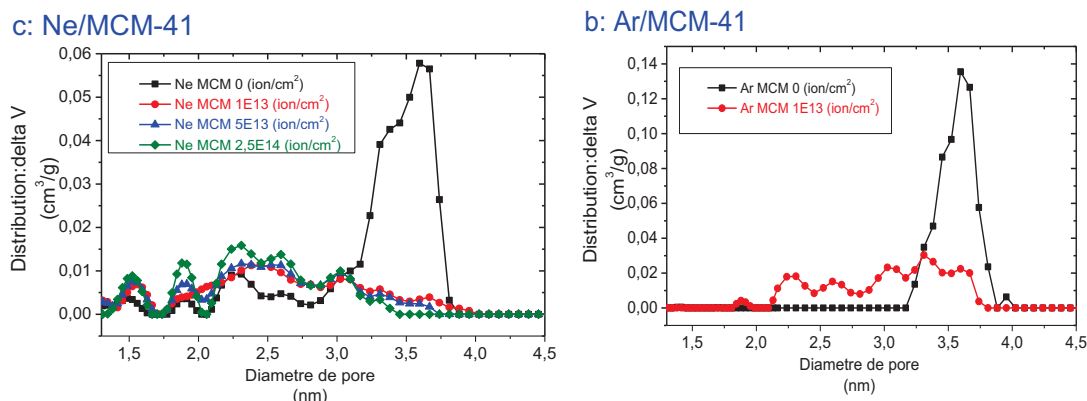 c: Ne/MCM-41
0,06
0,05
0,04
0,03
0,02
0,01
0,00
Distribution:delta V
(cm³/g)
Ne MCM 0 (ion/cm²)
Ne MCM 1E13 (ion/cm²)
Ne MCM 5E13 (ion/cm²)
Ne MCM 2,5E14 (ion/cm²)
1,5 2,0 2,5 3,0 3,5 4,0 4,5
Diametre de pore
(nm)
b: Ar/MCM-41
0,14
0,12
0,10
0,08
0,06
0,04
0,02
0,00
Distribution:delta V
(cm³/g)
Ar MCM 0 (ion/cm²)
Ar MCM 1E13 (ion/cm²)
1,5 2,0 2,5 3,0 3,5 4,0 4,5
Diametre de pore
(nm)